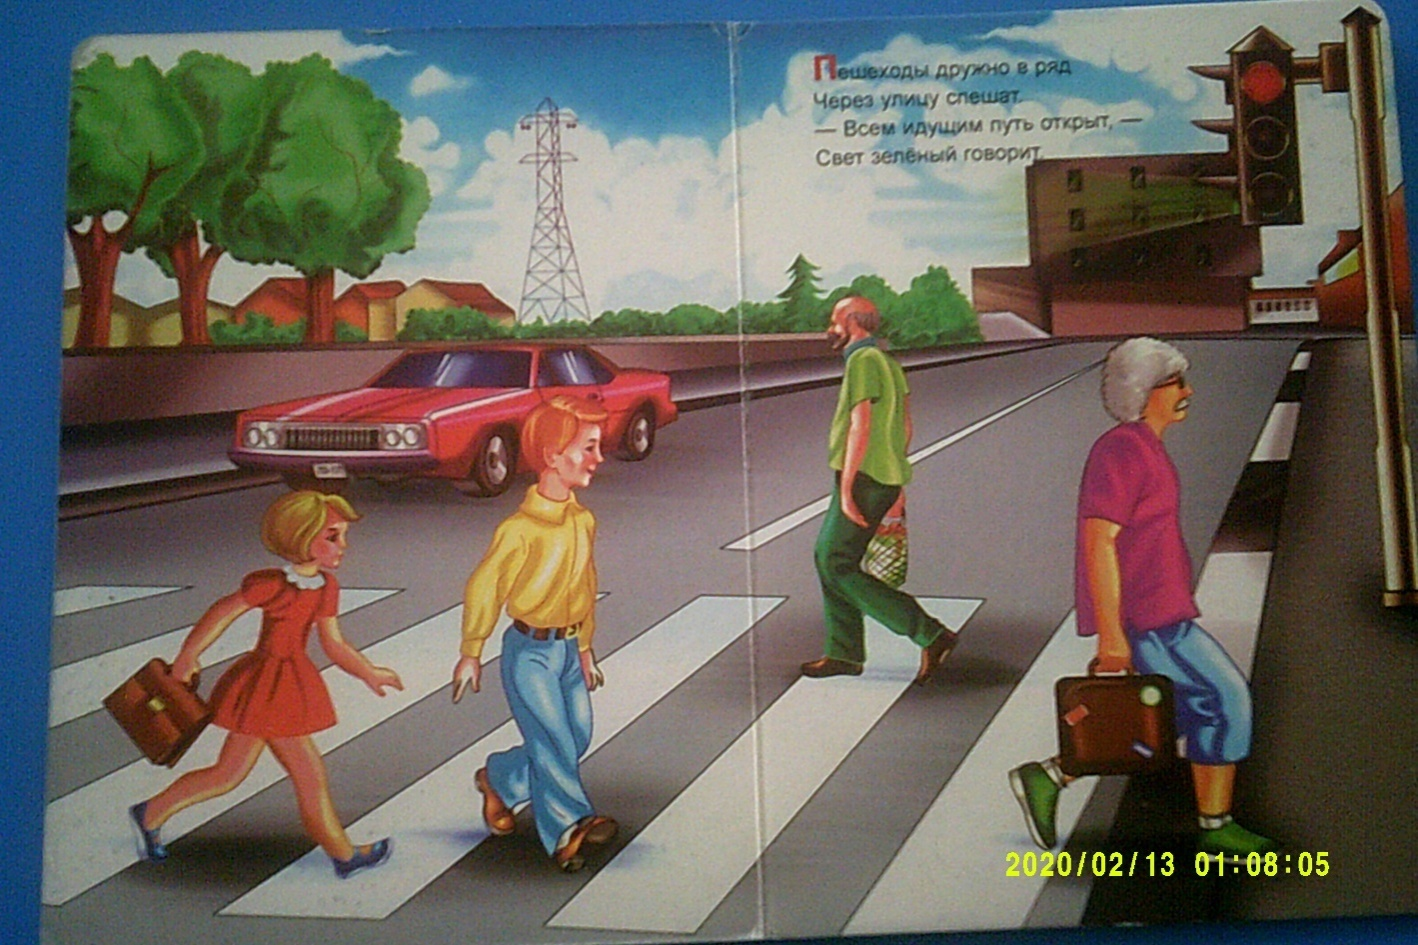 Пешеходы дружно в ряд
Через улицу спешат.
— Всем идущим путь открыт, —
Свет зелёный говорит.
2020/02/13 01:08:05